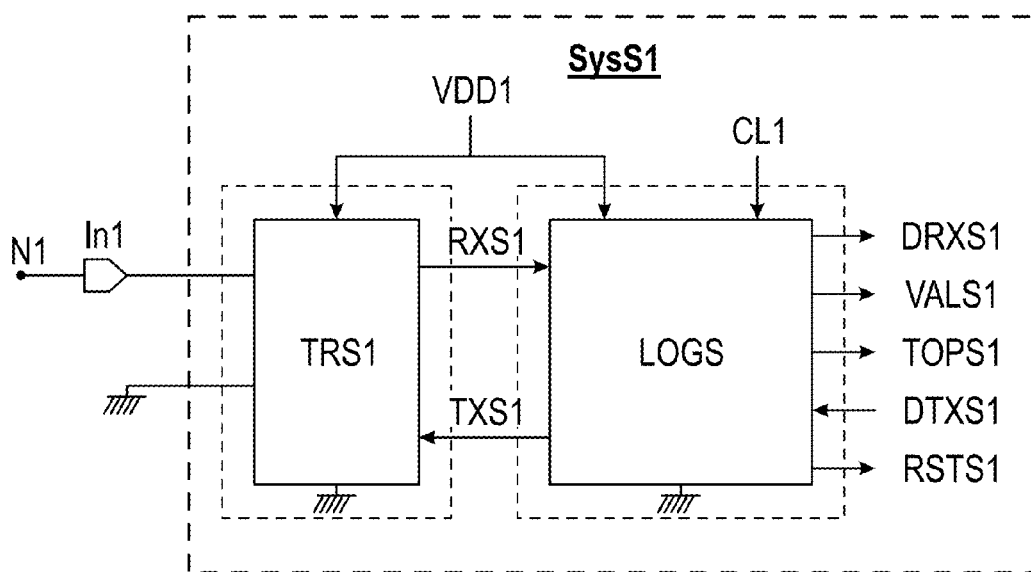 SysS1
VDD1
CL1
N1
In1
RXS1
TRS1
LOGS
TXS1
DRXS1
VALS1
TOPS1
DTXS1
RSTS1